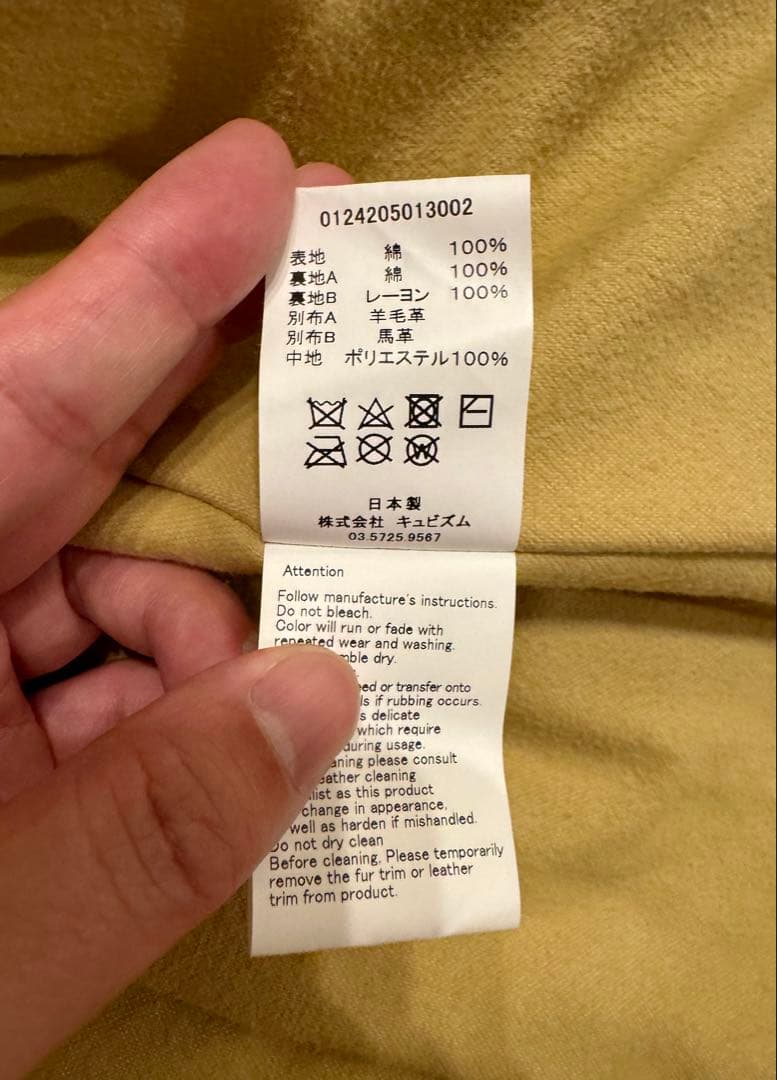 0124205013002
表地 綿 100%
裏地A 綿 100%
裏地B レーヨン 100%
別布A 羊毛革
別布B 馬革
中地 ポリエステル100%
W
日本製
株式会社 キュビズム
03.5725.9567
Attention
Follow manufacture's instructions.
Do not bleach.
Color will run or fade with
repeated wear and washing.
dry.
or transfer onto
if rubbing occurs.
delicate
which require
during usage.
please consult
cleaning
as this product
change in appearance,
well as harden if mishandled.
Do not dry clean
Before cleaning, Please temporarily
remove the fur trim or leather
trim from product.